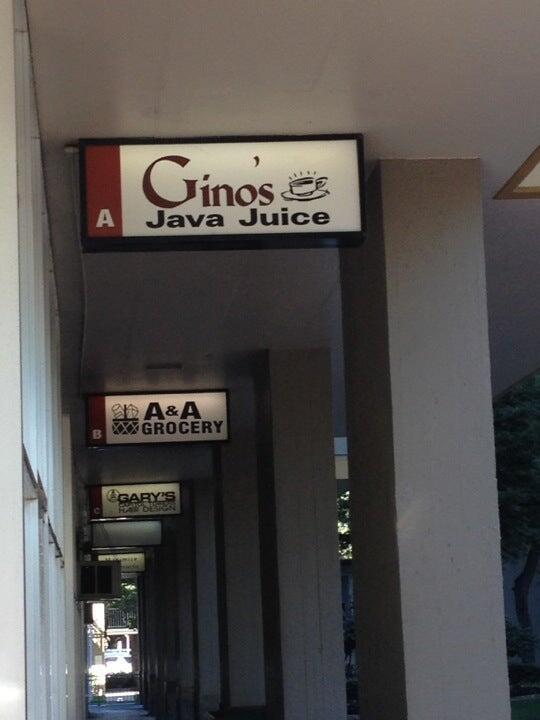 A
Gino's
Java Juice
B
A & A
GROCERY
C
GARY'S
HAIR DESIGN